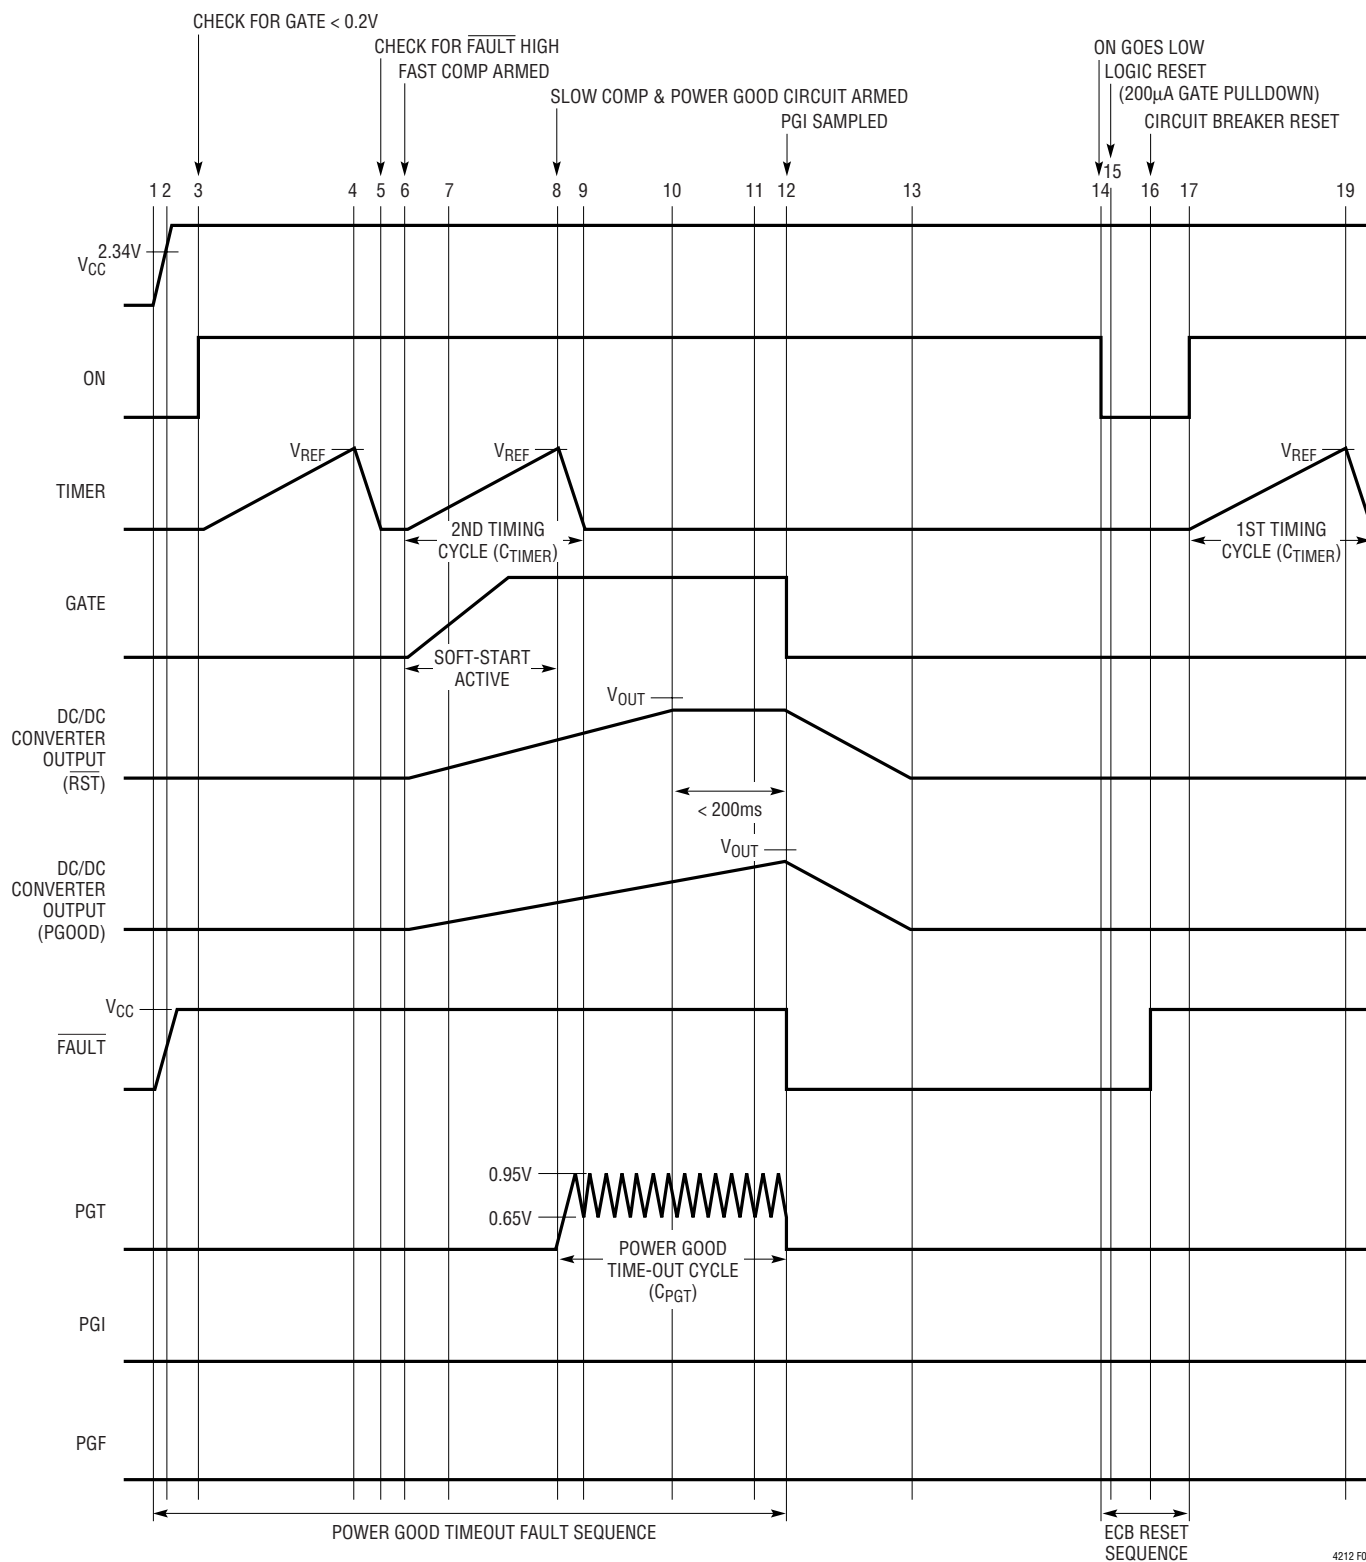 CHECK FOR GATE < 0.2V
CHECK FOR FAULT HIGH
FAST COMP ARMED
SLOW COMP & POWER GOOD CIRCUIT ARMED
PGI SAMPLED
ON GOES LOW
LOGIC RESET
(200µA GATE PULLDOWN)
CIRCUIT BREAKER RESET
1 2 3 4 5 6 7 8 9 10 11 12 13 14 15 16 17 19
2.34V
VCC
ON
VREF VREF VREF
TIMER
2ND TIMING
CYCLE (CTIMER)
1ST TIMING
CYCLE (CTIMER)
GATE
SOFT-START
ACTIVE
VOUT
DC/DC
CONVERTER
OUTPUT
(RST)
< 200ms
VOUT
DC/DC
CONVERTER
OUTPUT
(PGOOD)
VCC
FAULT
0.95V
PGT
0.65V
POWER GOOD
TIME-OUT CYCLE
(CPGT)
PGI
PGF
POWER GOOD TIMEOUT FAULT SEQUENCE
ECB RESET
SEQUENCE
4212 F0